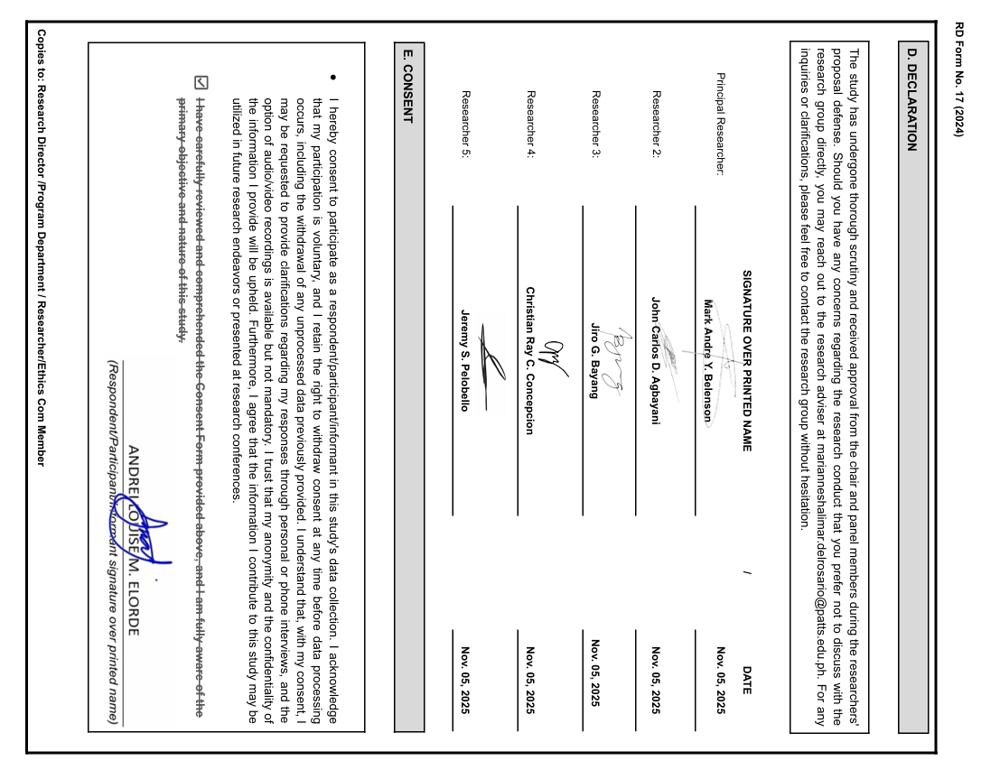 RD Form No. 17 (2024)
D. DECLARATION
The study has undergone thorough scrutiny and received approval from the chair and panel members during the researchers'
proposal defense. Should you have any concerns regarding the research conduct that you prefer not to discuss with the
research group directly, you may reach out to the research adviser at marianneshalimar.delrosario@patts.edu.ph. For any
inquiries or clarifications, please feel free to contact the research group without hesitation.
SIGNATURE OVER PRINTED NAME / DATE
Principal Researcher: Mark Andre Y. Belenson Nov. 05, 2025
Researcher 2: John Carlos D. Agbayani Nov. 05, 2025
Researcher 3: Jiro G. Bayang Nov. 05, 2025
Researcher 4: Christian Ray C. Concepcion Nov. 05, 2025
Researcher 5: Jeremy S. Pelobello Nov. 05, 2025
E. CONSENT
• I hereby consent to participate as a respondent/participant/informant in this study's data collection. I acknowledge
that my participation is voluntary, and I retain the right to withdraw consent at any time before data processing
occurs, including the withdrawal of any unprocessed data previously provided. I understand that, with my consent, I
may be requested to provide clarifications regarding my responses through personal or phone interviews, and the
option of audio/video recordings is available but not mandatory. I trust that my anonymity and the confidentiality of
the information I provide will be upheld. Furthermore, I agree that the information I contribute to this study may be
utilized in future research endeavors or presented at research conferences.
☑ I have carefully reviewed and comprehended the Consent Form provided above, and I am fully aware of the
primary objective and nature of this study.
ANDREI LOUISE M. ELORDE
(Respondent/Participant/Informant signature over printed name)
Copies to: Research Director /Program Department / Researcher/Ethics Com Member